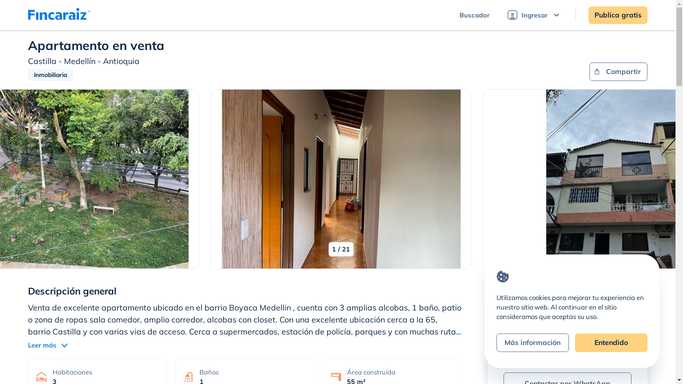 Fincaraiz
Buscador
Ingresar
Publica gratis
Apartamento en venta
Castilla - Medellín - Antioquia
Inmobiliaria
Compartir
1 / 21
Descripción general
Venta de excelente apartamento ubicado en el barrio Boyaca Medellin , cuenta con 3 amplias alcobas, 1 baño, patio
o zona de ropas sala comedor, amplio corredor, alcobas con closet. Con una excelente ubicación cerca a la 65,
barrio Castilla y con varias vias de acceso. Cerca a supermercados, estación de policía, parques y con muchas ruta...
Leer más
Habitaciones
3
Baños
1
Área construida
55 m²
Utilizamos cookies para mejorar tu experiencia en
nuestro sitio web. Al continuar en el sitio
consideramos que aceptas su uso.
Más información
Entendido
Contactar por WhatsApp